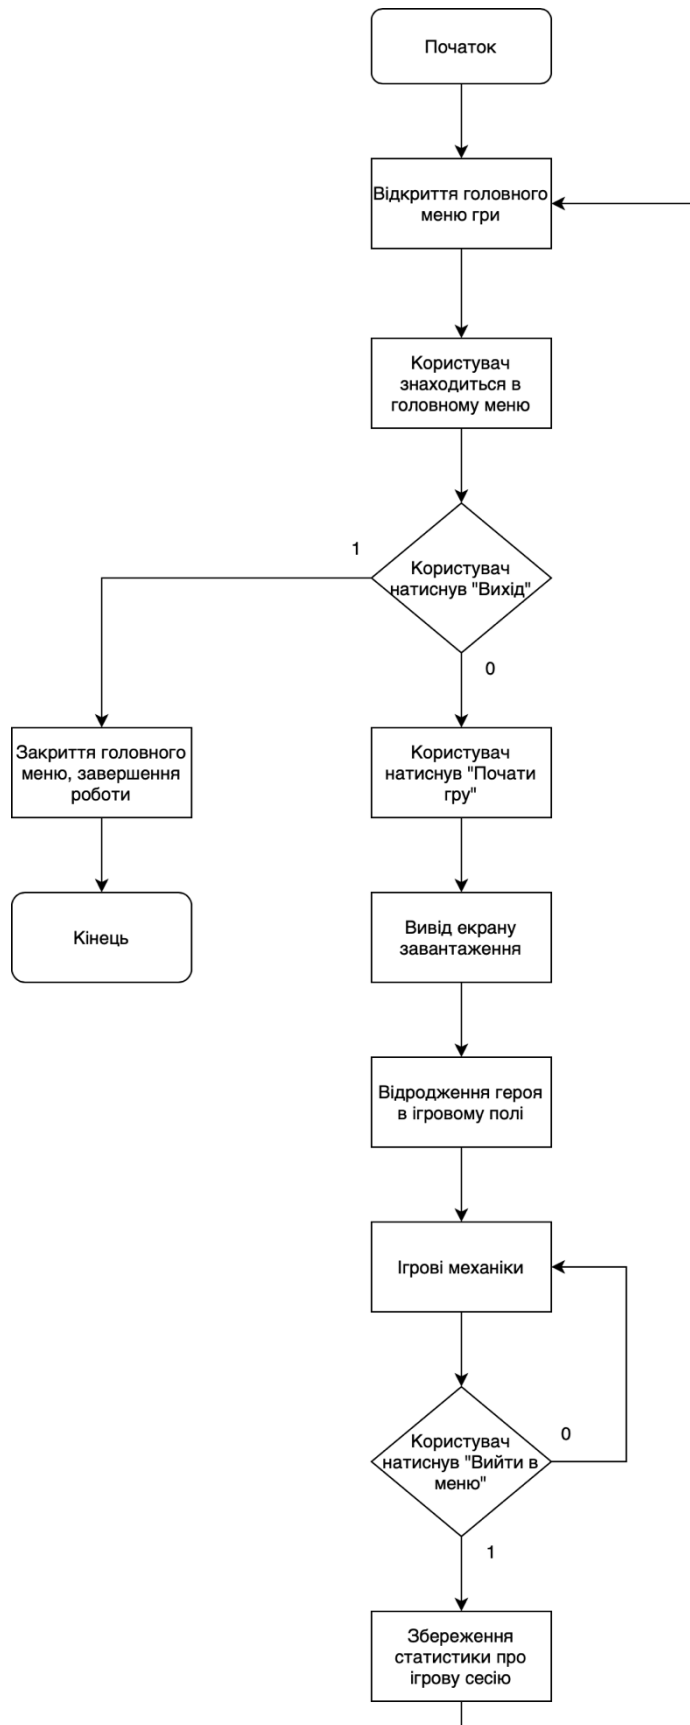 Початок
Відкриття головного
меню гри
Користувач
знаходиться в
головному меню
1
Користувач
натиснув "Вихід"
0
Закриття головного
меню, завершення
роботи
Користувач
натиснув "Почати
гру"
Кінець
Вивід екрану
завантаження
Відродження героя
в ігровому полі
Ігрові механіки
Користувач
натиснув "Вийти в
меню"
0
1
Збереження
статистики про
ігрову сесію